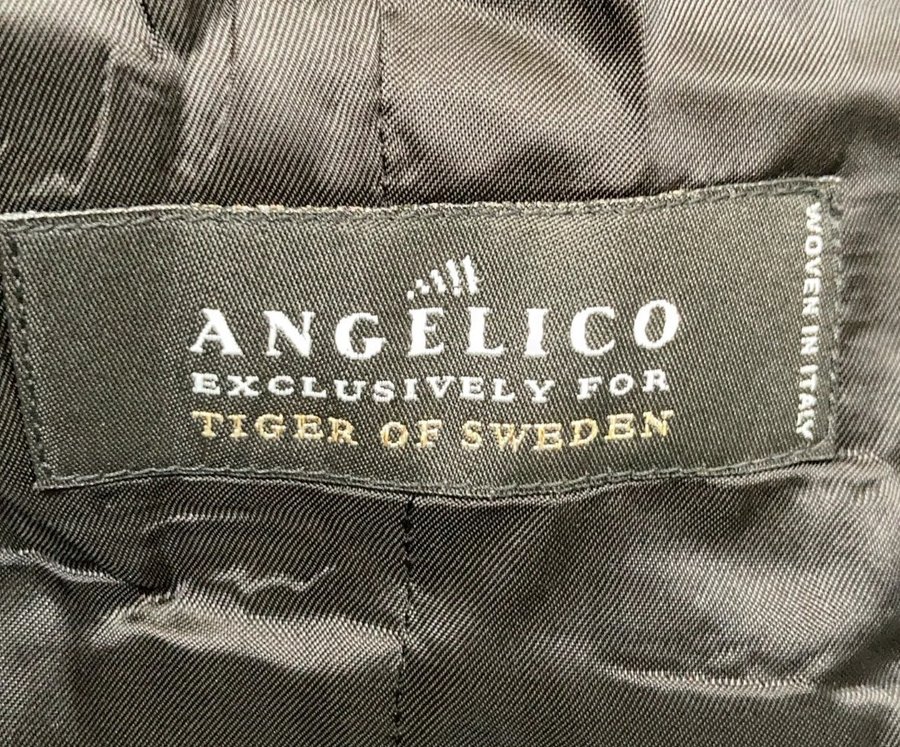 ANGELICO
EXCLUSIVELY FOR
TIGER OF SWEDEN
WOVEN IN ITALY